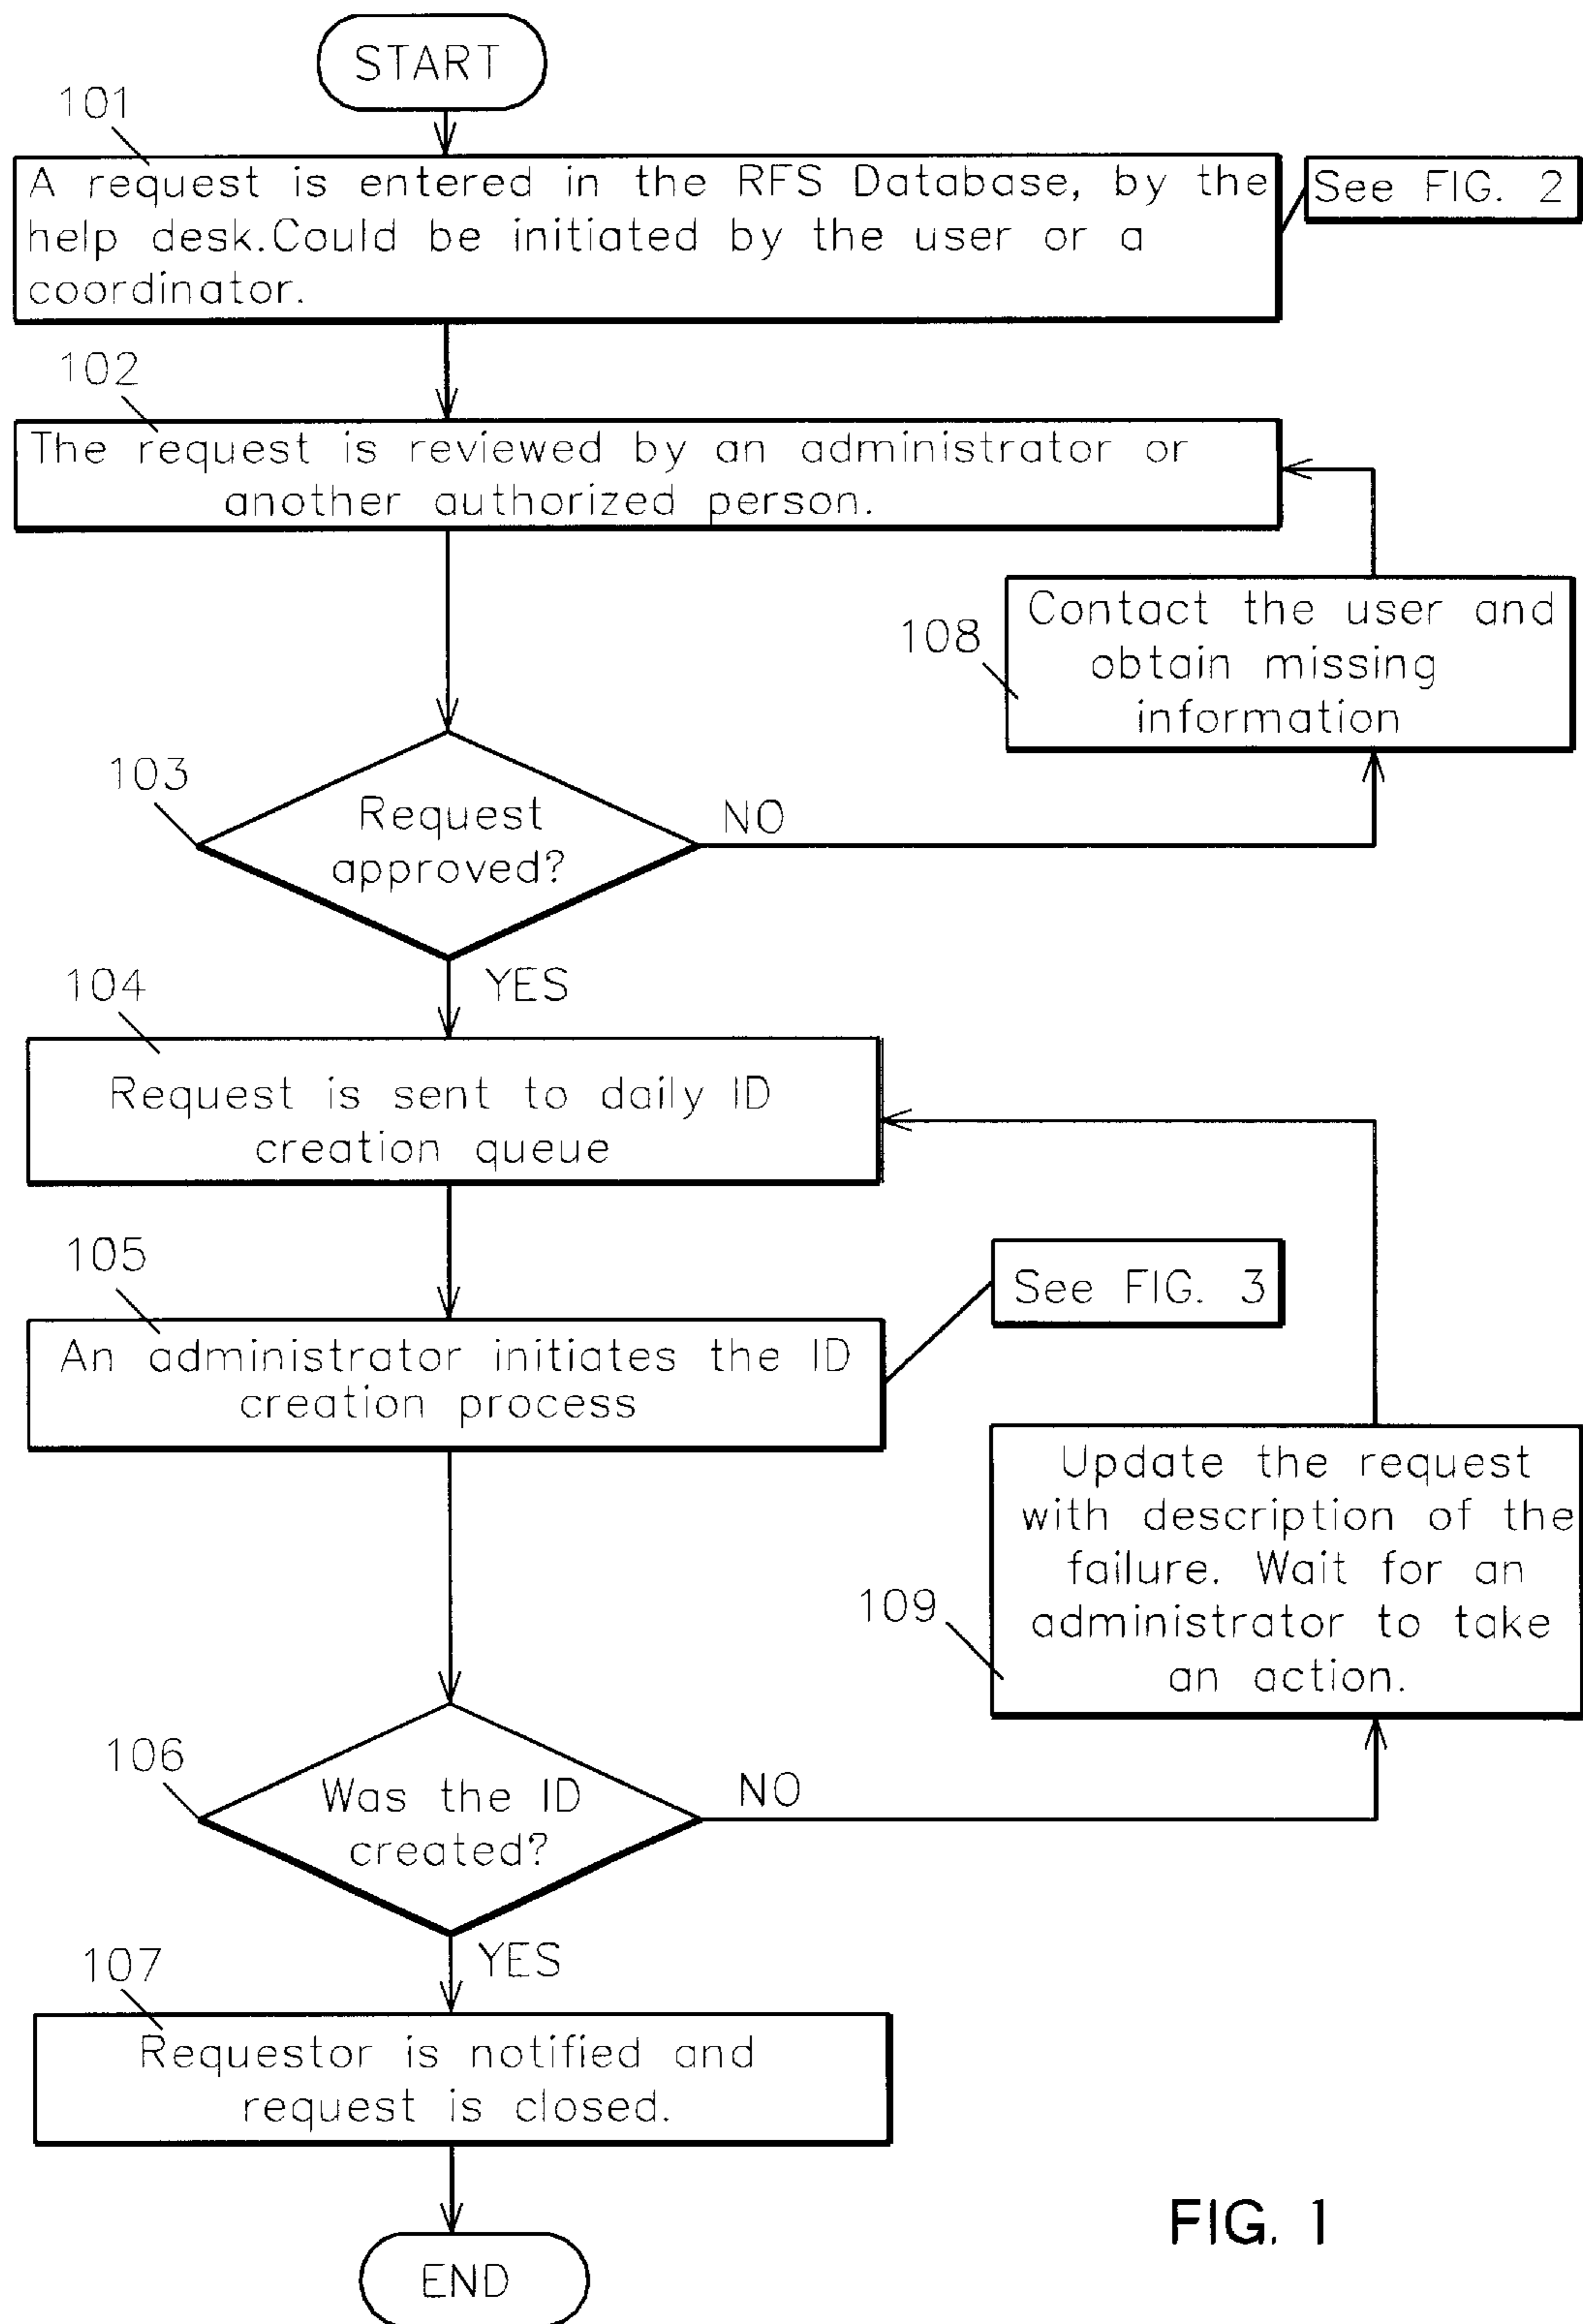 START
101
A request is entered in the RFS Database, by the
help desk.Could be initiated by the user or a
coordinator.
See FIG. 2
102
The request is reviewed by an administrator or
another authorized person.
108
Contact the user and
obtain missing
information
103
Request
approved?
NO
YES
104
Request is sent to daily ID
creation queue
105
An administrator initiates the ID
creation process
See FIG. 3
109
Update the request
with description of the
failure. Wait for an
administrator to take
an action.
106
Was the ID
created?
NO
YES
107
Requestor is notified and
request is closed.
END
FIG. 1